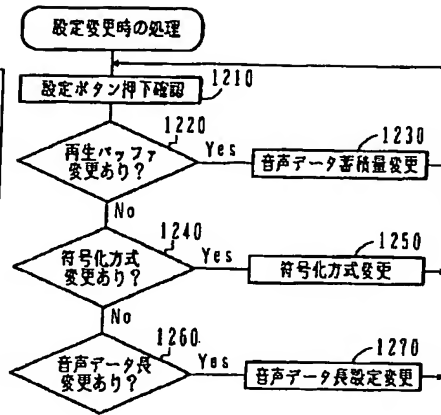 設定変更時の処理
設定ボタン押下確認
1210
再生バッファ
変更あり?
1220
Yes
音声データ蓄積量変更
1230
No
符号化方式
変更あり?
1240
Yes
符号化方式変更
1250
No
音声データ長
変更あり?
1260
Yes
音声データ長設定変更
1270